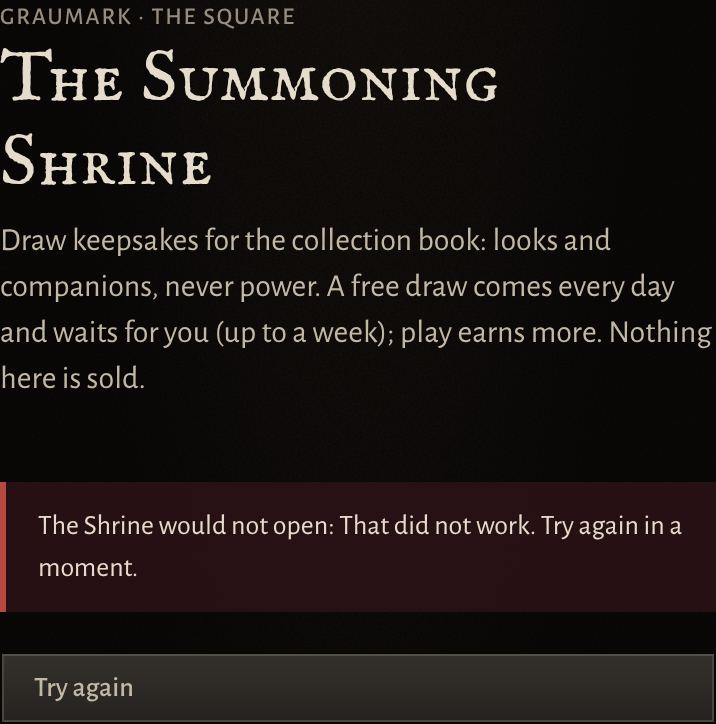 GRAUMARK · THE SQUARE
The Summoning
Shrine
Draw keepsakes for the collection book: looks and
companions, never power. A free draw comes every day
and waits for you (up to a week); play earns more. Nothing
here is sold.
The Shrine would not open: That did not work. Try again in a
moment.
Try again